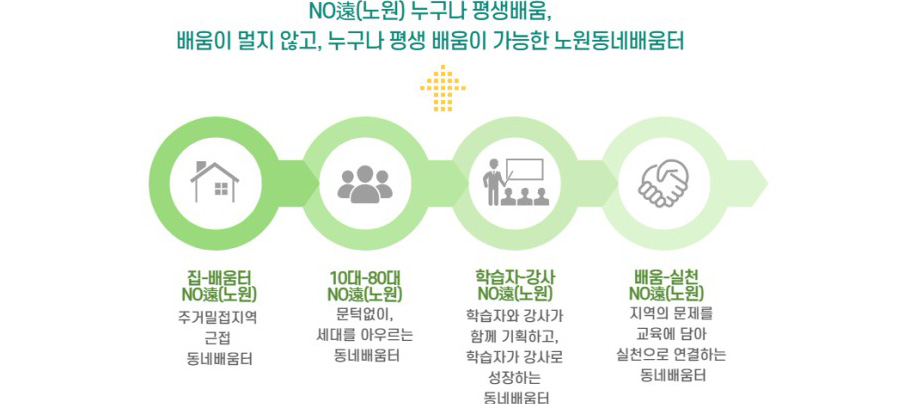 NO遠(노원) 누구나 평생배움,
배움이 멀지 않고, 누구나 평생 배움이 가능한 노원동네배움터
집-배움터
NO遠(노원)
주거밀접지역
근접
동네배움터
10대-80대
NO遠(노원)
문턱없이,
세대를 아우르는
동네배움터
학습자-강사
NO遠(노원)
학습자와 강사가
함께 기획하고,
학습자가 강사로
성장하는
동네배움터
배움-실천
NO遠(노원)
지역의 문제를
교육에 담아
실천으로 연결하는
동네배움터